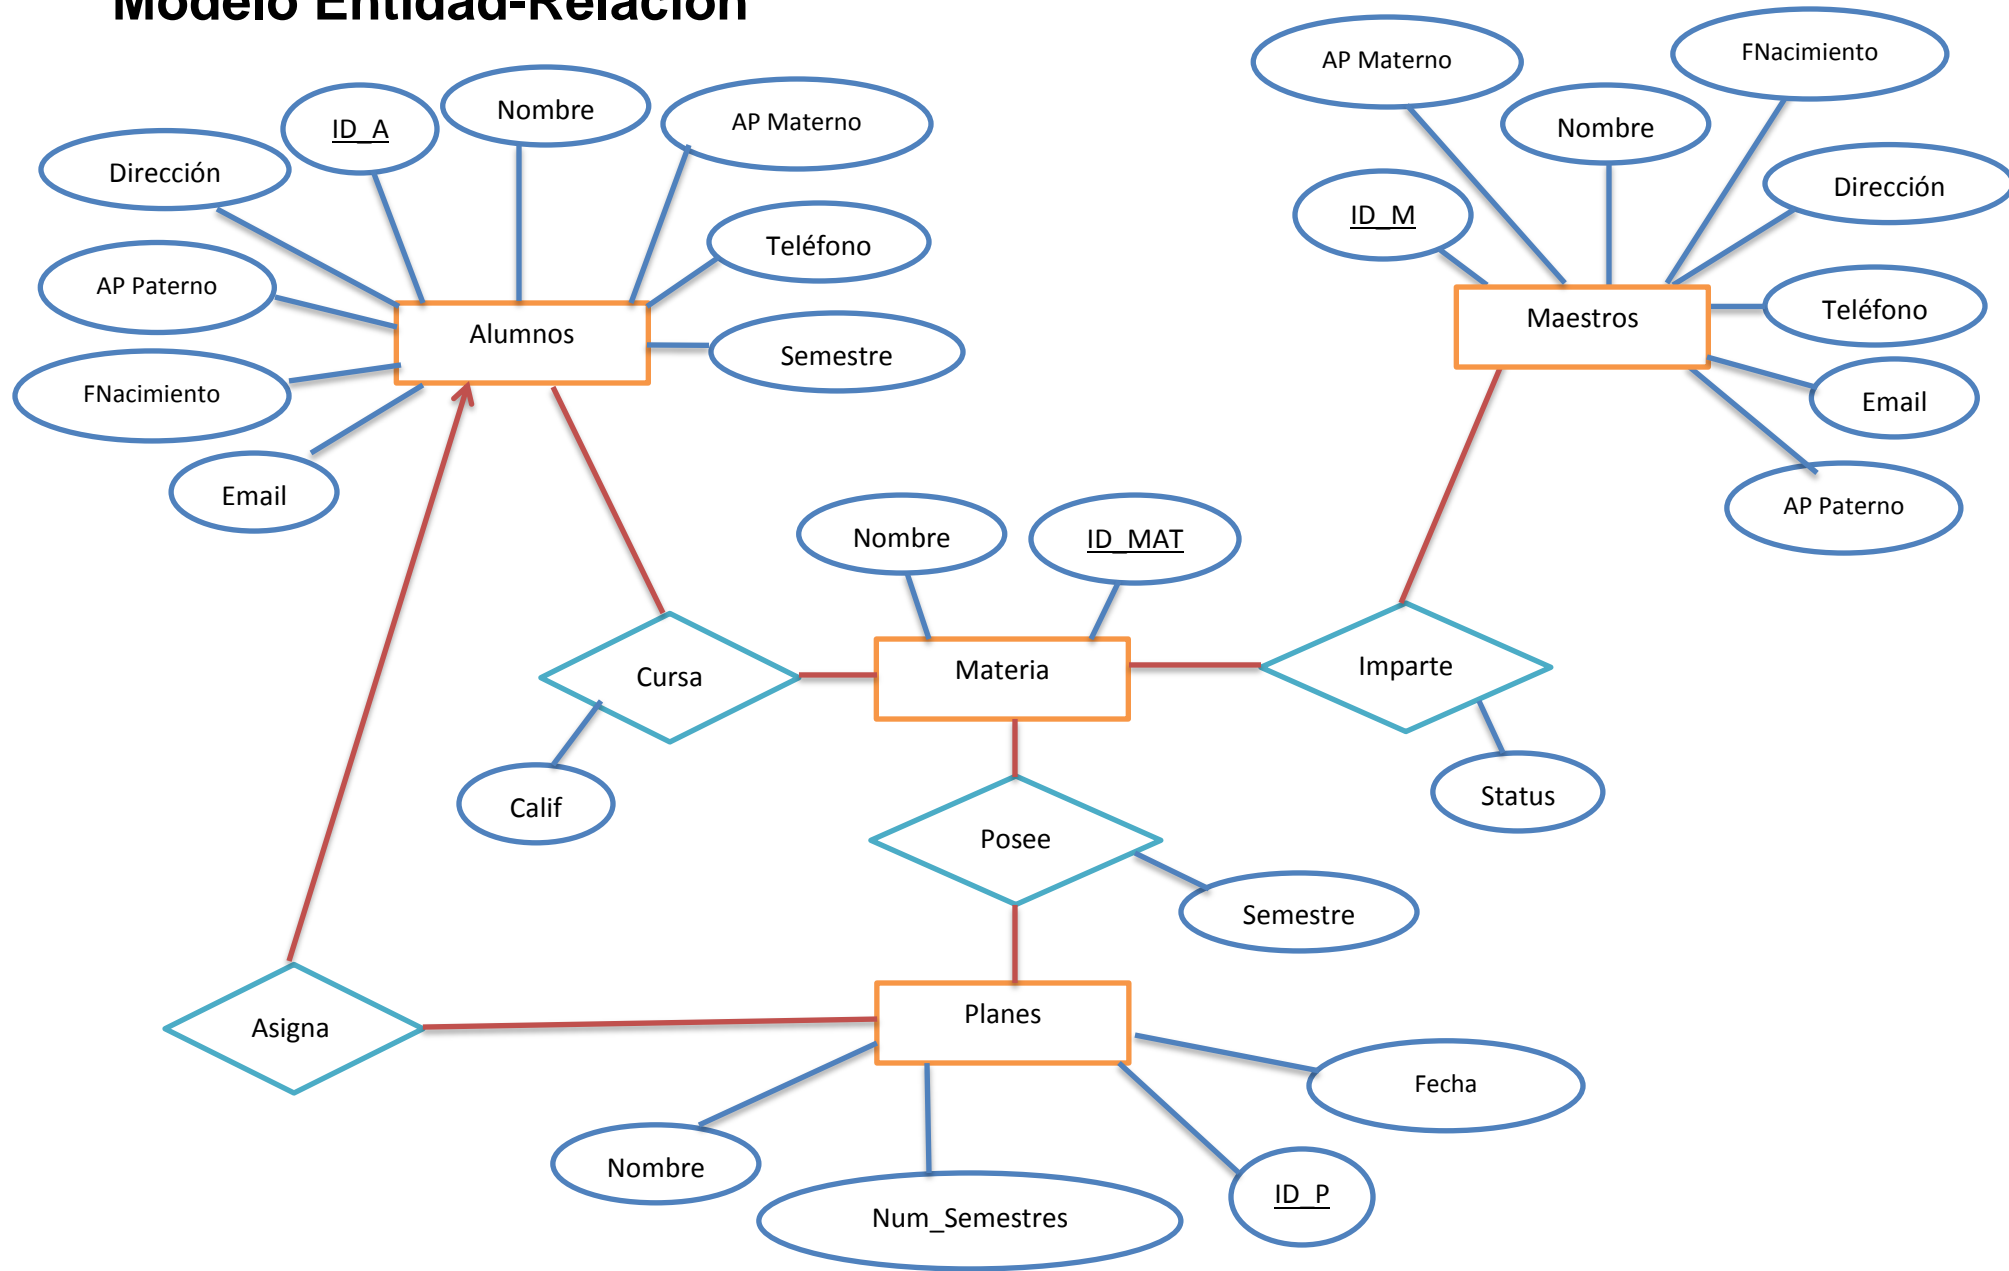 Modelo Entidad-Relación
AP Materno
FNacimiento
ID_A
Nombre
AP Materno
Nombre
Dirección
Dirección
ID_M
Teléfono
AP Paterno
Teléfono
Alumnos
Maestros
Semestre
FNacimiento
Email
Email
AP Paterno
Nombre
ID_MAT
Cursa
Materia
Imparte
Calif
Status
Posee
Semestre
Asigna
Planes
Fecha
Nombre
Num_Semestres
ID_P